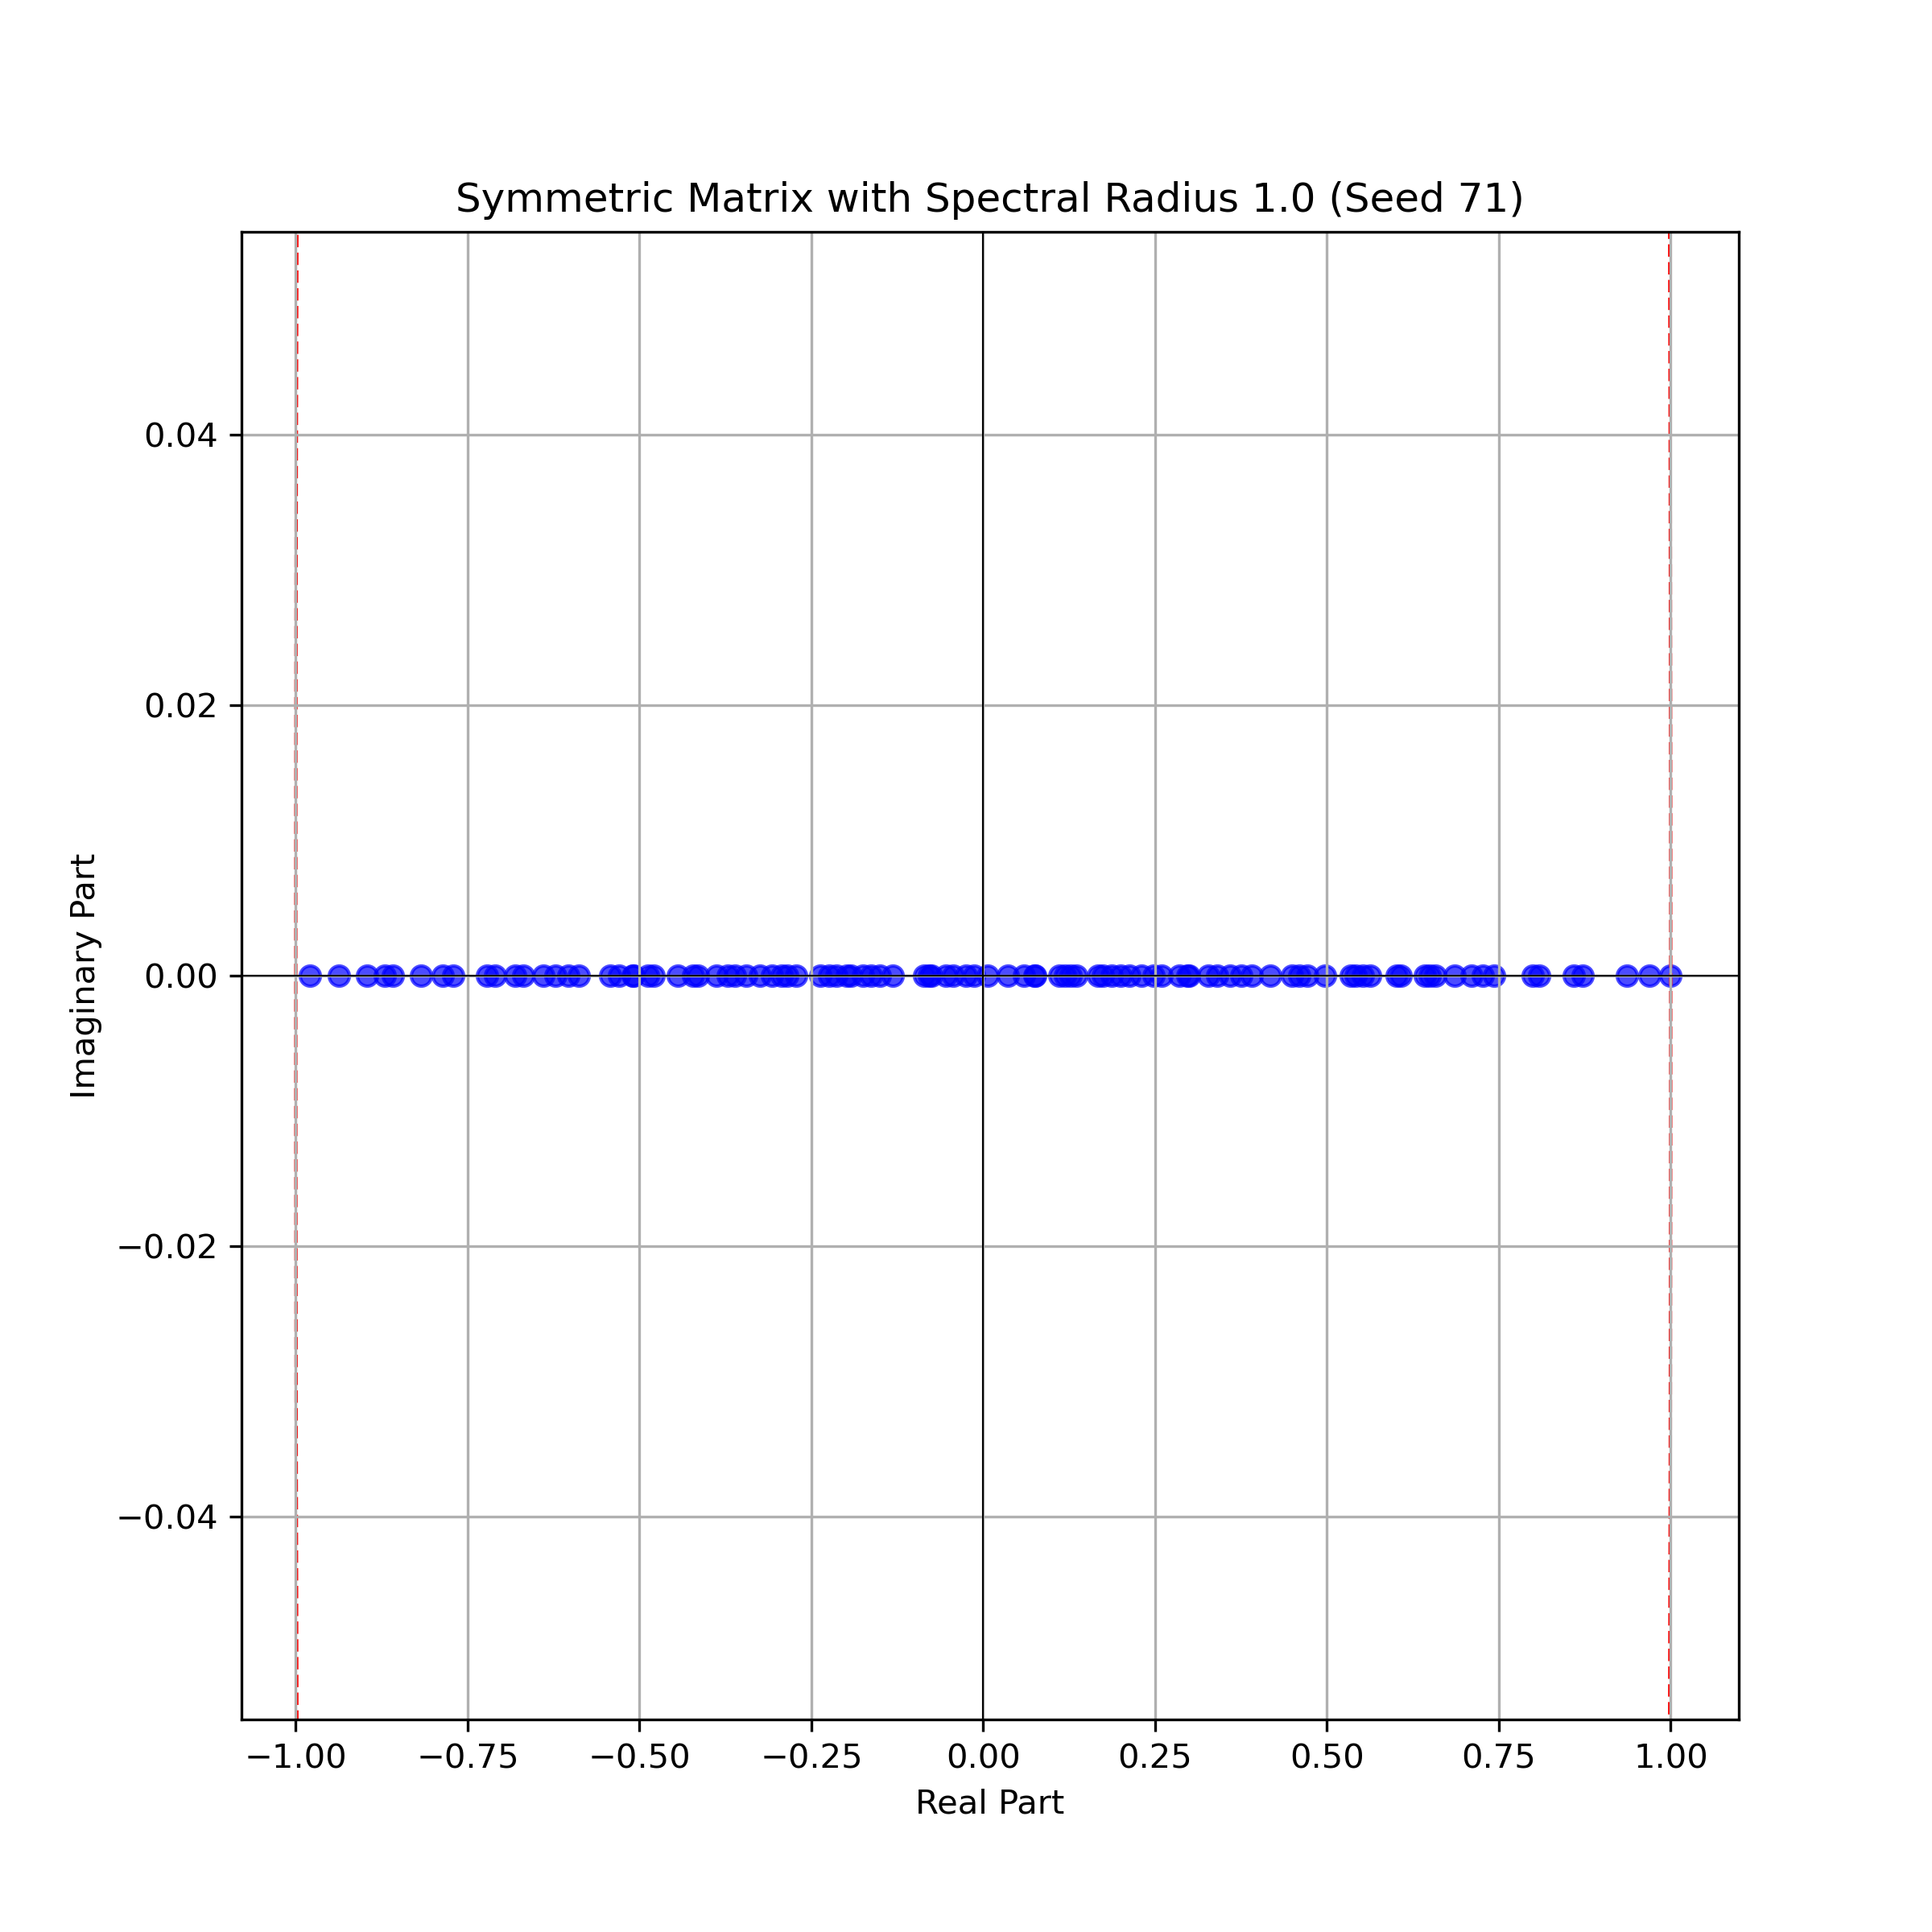 Symmetric Matrix with Spectral Radius 1.0 (Seed 71)
0.04
0.02
0.00
−0.02
−0.04
Imaginary Part
−1.00 −0.75 −0.50 −0.25 0.00 0.25 0.50 0.75 1.00
Real Part